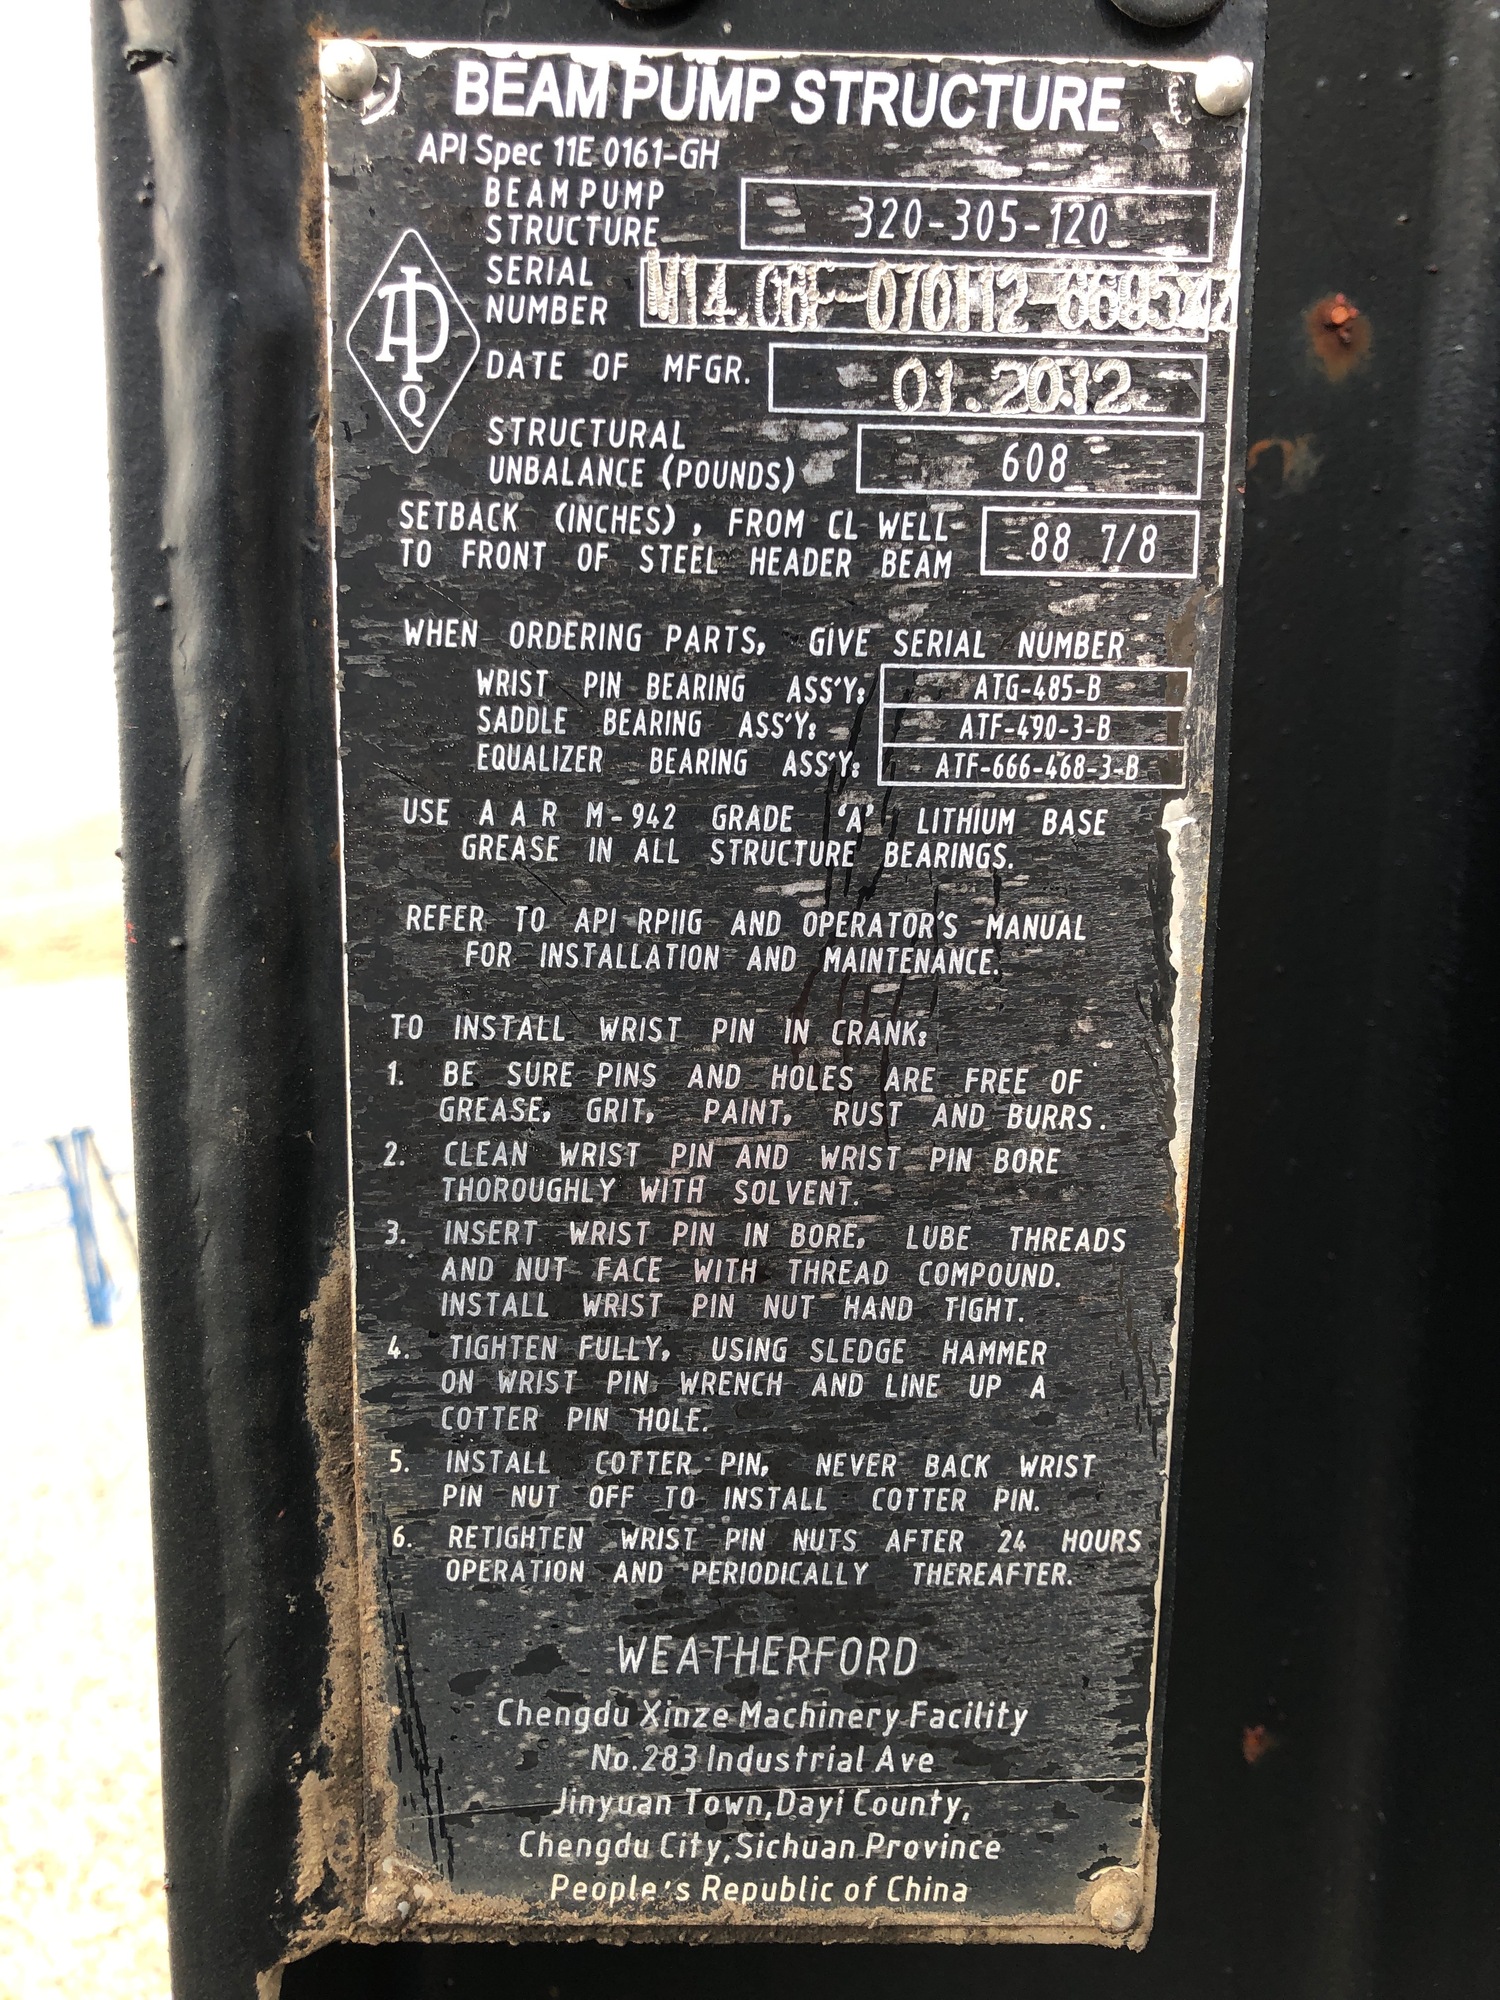 BEAM PUMP STRUCTURE
API Spec 11E 0161-GH
BEAM PUMP
STRUCTURE
320-305-120
SERIAL
NUMBER
API
Q
DATE OF MFGR.
01.2012
STRUCTURAL
UNBALANCE (POUNDS)
608
SETBACK (INCHES), FROM CL WELL
TO FRONT OF STEEL HEADER BEAM
88 7/8
WHEN ORDERING PARTS, GIVE SERIAL NUMBER
WRIST PIN BEARING ASS'Y: ATG-485-B
SADDLE BEARING ASS'Y: ATF-490-3-B
EQUALIZER BEARING ASS'Y: ATF-666-468-3-B
USE A A R M-942 GRADE 'A' LITHIUM BASE
GREASE IN ALL STRUCTURE BEARINGS.
REFER TO API RPIIG AND OPERATOR'S MANUAL
FOR INSTALLATION AND MAINTENANCE.
TO INSTALL WRIST PIN IN CRANK:
1. BE SURE PINS AND HOLES ARE FREE OF
GREASE, GRIT, PAINT, RUST AND BURRS.
2. CLEAN WRIST PIN AND WRIST PIN BORE
THOROUGHLY WITH SOLVENT.
3. INSERT WRIST PIN IN BORE, LUBE THREADS
AND NUT FACE WITH THREAD COMPOUND.
INSTALL WRIST PIN NUT HAND TIGHT.
4. TIGHTEN FULLY, USING SLEDGE HAMMER
ON WRIST PIN WRENCH AND LINE UP A
COTTER PIN HOLE.
5. INSTALL COTTER PIN, NEVER BACK WRIST
PIN NUT OFF TO INSTALL COTTER PIN.
6. RETIGHTEN WRIST PIN NUTS AFTER 24 HOURS
OPERATION AND PERIODICALLY THEREAFTER.
WEATHERFORD
Chengdu Xinze Machinery Facility
No.283 Industrial Ave
Jinyuan Town,Dayi County,
Chengdu City,Sichuan Province
People's Republic of China